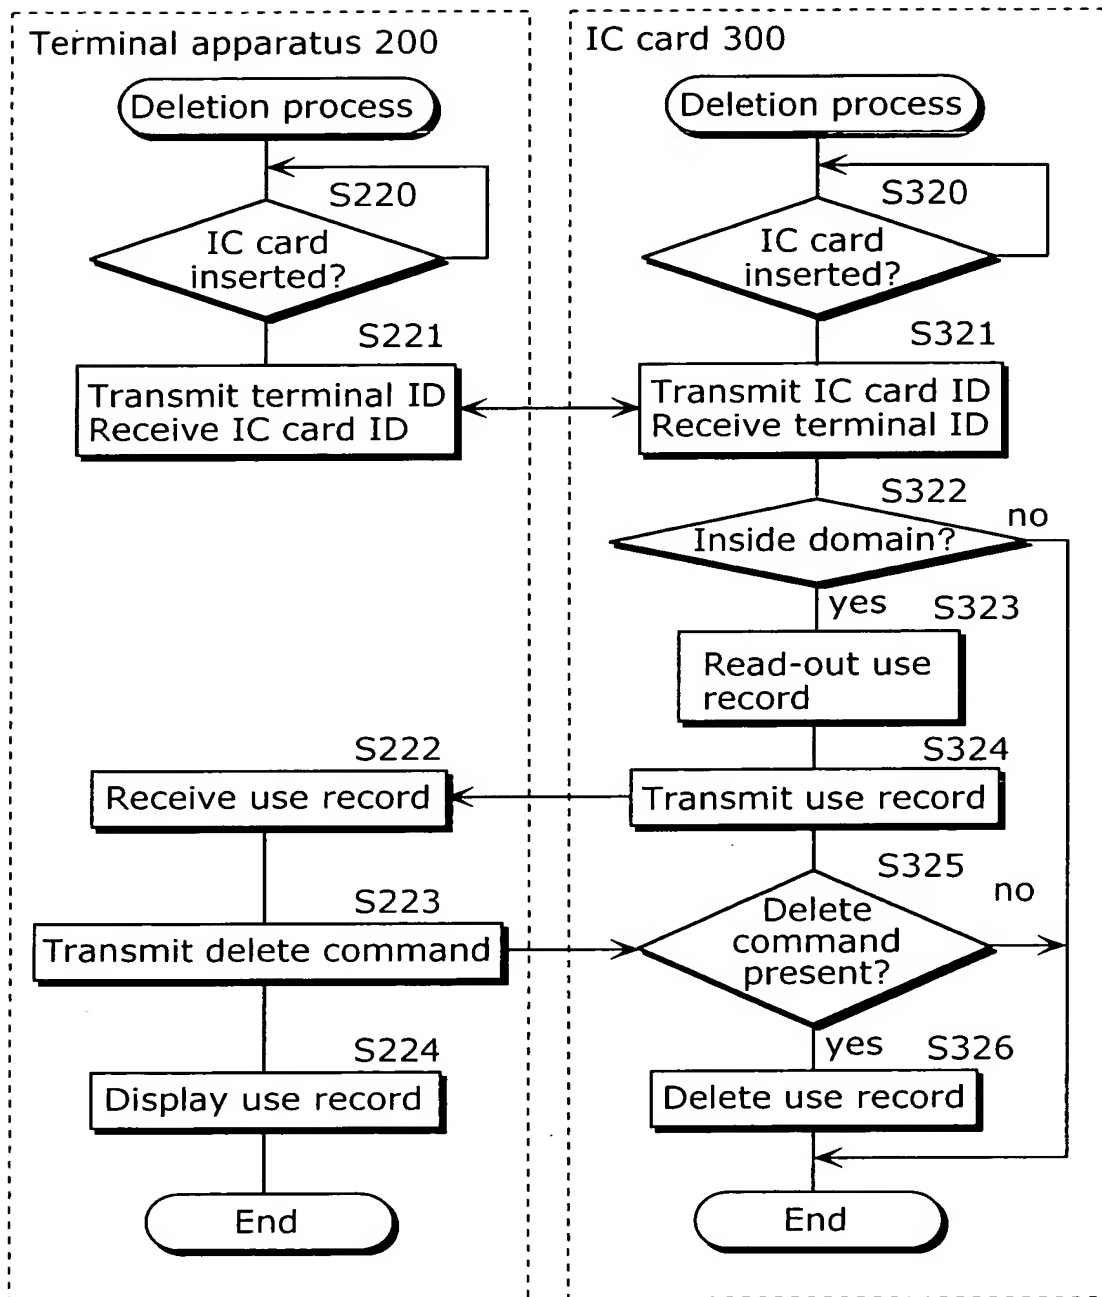 Terminal apparatus 200
Deletion process
S220
IC card
inserted?
S221
Transmit terminal ID
Receive IC card ID
S222
Receive use record
S223
Transmit delete command
S224
Display use record
End
IC card 300
Deletion process
S320
IC card
inserted?
S321
Transmit IC card ID
Receive terminal ID
S322
Inside domain?
no
yes
S323
Read-out use
record
S324
Transmit use record
S325
Delete
command
present?
no
yes
S326
Delete use record
End